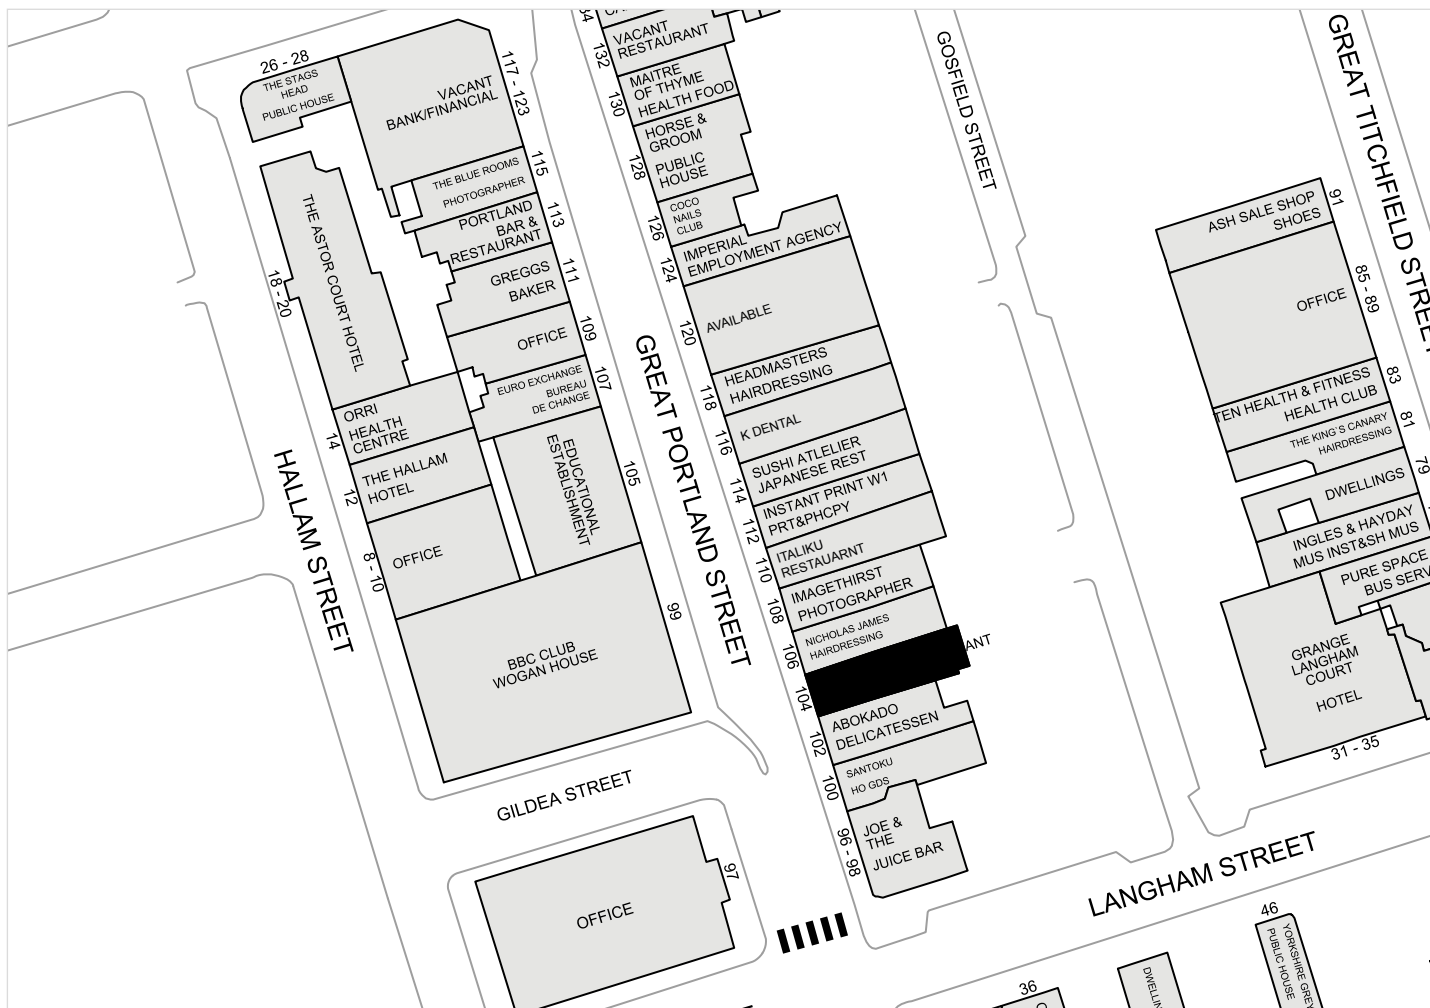 26 - 28
THE STAGS
HEAD
PUBLIC HOUSE
VACANT
BANK/FINANCIAL
117 - 123
THE BLUE ROOMS
PHOTOGRAPHER
115
PORTLAND
BAR &
RESTAURANT
113
GREGGS
BAKER
111
OFFICE
109
EURO EXCHANGE
BUREAU
DE CHANGE
107
EDUCATIONAL
ESTABLISHMENT
105
THE ASTOR COURT HOTEL
18 - 20
ORRI
HEALTH
CENTRE
14
THE HALLAM
HOTEL
12
OFFICE
8 - 10
BBC CLUB
WOGAN HOUSE
99
HALLAM STREET
GILDEA STREET
OFFICE
97
GREAT PORTLAND STREET
VACANT
RESTAURANT
132
MAITRE
OF THYME
HEALTH FOOD
130
HORSE &
GROOM
PUBLIC
HOUSE
128
COCO
NAILS
CLUB
126
IMPERIAL
EMPLOYMENT AGENCY
124
AVAILABLE
120
HEADMASTERS
HAIRDRESSING
118
K DENTAL
116
SUSHI ATLELIER
JAPANESE REST
114
INSTANT PRINT W1
PRT&PHCPY
112
ITALIKU
RESTAUARNT
110
IMAGETHIRST
PHOTOGRAPHER
108
NICHOLAS JAMES
HAIRDRESSING
106
ANT
104
ABOKADO
DELICATESSEN
102
SANTOKU
HO GDS
100
JOE &
THE
JUICE BAR
96 - 98
GOSFIELD STREET
GREAT TITCHFIELD STREET
ASH SALE SHOP
SHOES
91
OFFICE
85 - 89
TEN HEALTH & FITNESS
HEALTH CLUB
83
THE KING`S CANARY
HAIRDRESSING
81
DWELLINGS
79
INGLES & HAYDAY
MUS INST&SH MUS
PURE SPACE
BUS SERV
GRANGE
LANGHAM
COURT
HOTEL
31 - 35
LANGHAM STREET
46
YORKSHIRE GREY
PUBLIC HOUSE
36